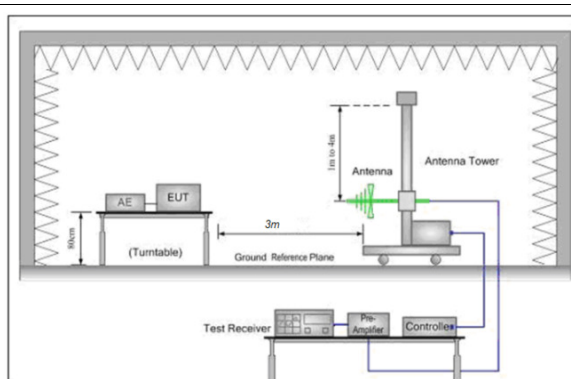 1m to 4m
Antenna
Antenna Tower
AE
EUT
80cm
(Turntable)
3m
Ground Reference Plane
Test Receiver
Pre-
Amplifier
Controller